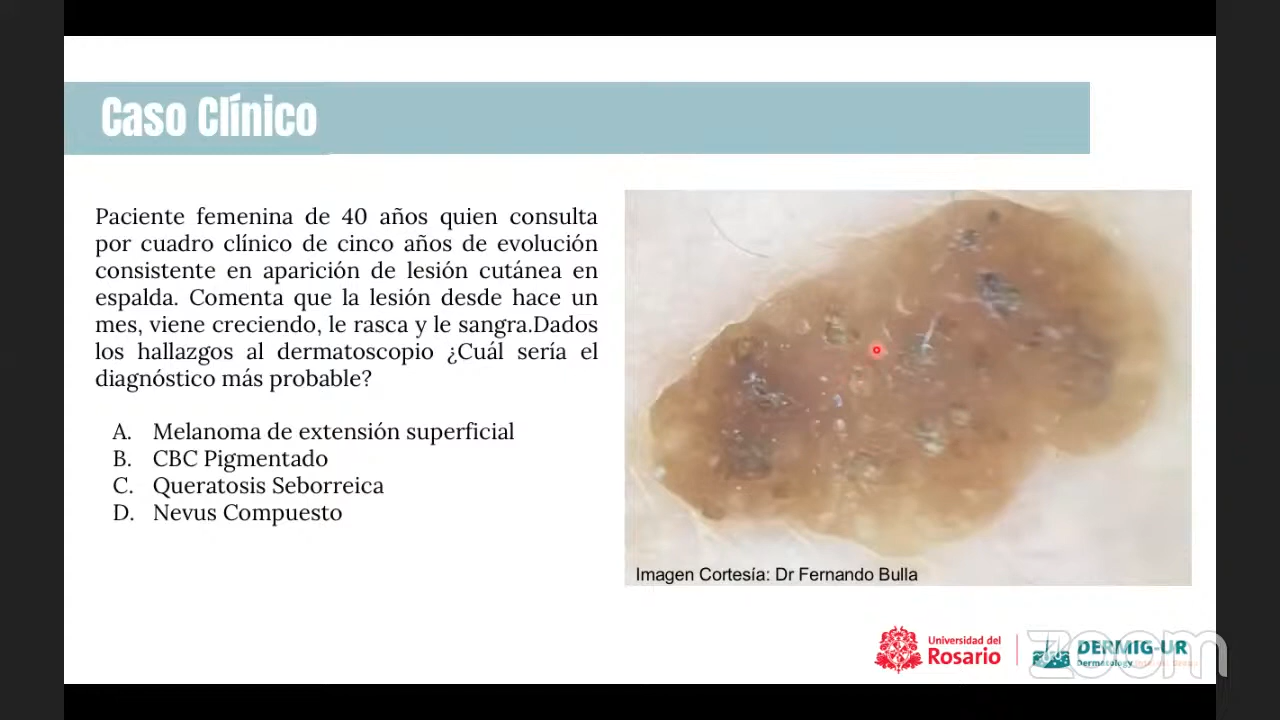 Caso Clínico
Paciente femenina de 40 años quien consulta
por cuadro clínico de cinco años de evolución
consistente en aparición de lesión cutánea en
espalda. Comenta que la lesión desde hace un
mes, viene creciendo, le rasca y le sangra.Dados
los hallazgos al dermatoscopio ¿Cuál sería el
diagnóstico más probable?
A. Melanoma de extensión superficial
B. CBC Pigmentado
C. Queratosis Seborreica
D. Nevus Compuesto
Imagen Cortesía: Dr Fernando Bulla
Universidad del
Rosario
DERMIG-UR
Dermatology
zoom